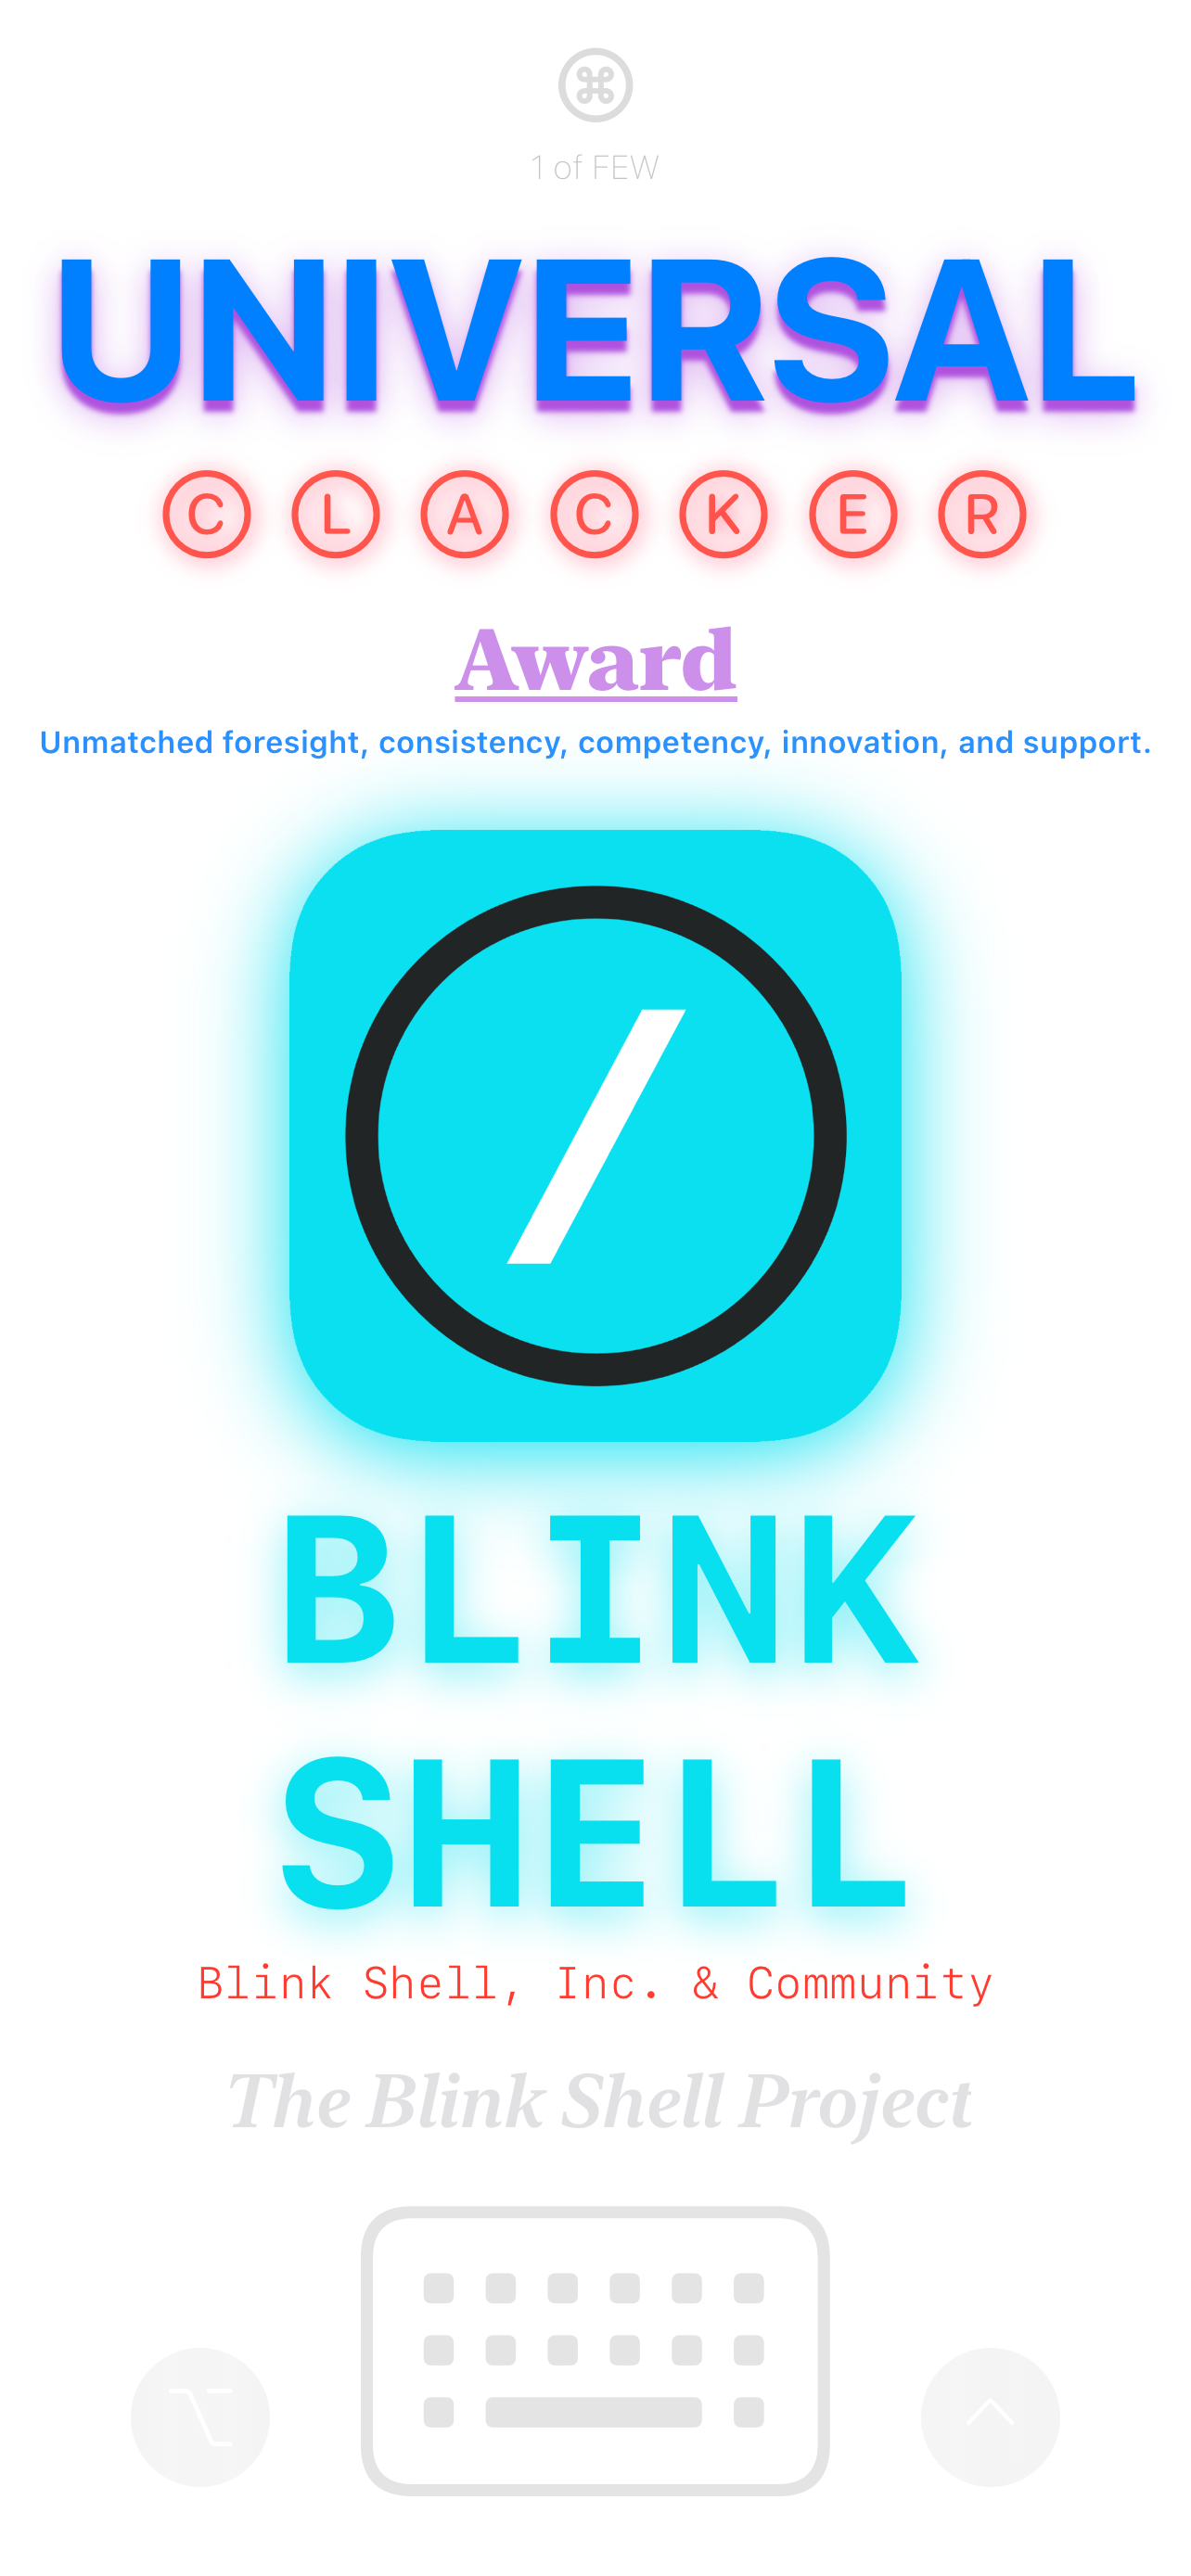 ⌘
1 of FEW
UNIVERSAL
CLACKER
Award
Unmatched foresight, consistency, competency, innovation, and support.
/
BLINK
SHELL
Blink Shell, Inc. & Community
The Blink Shell Project
⌥ ⌃